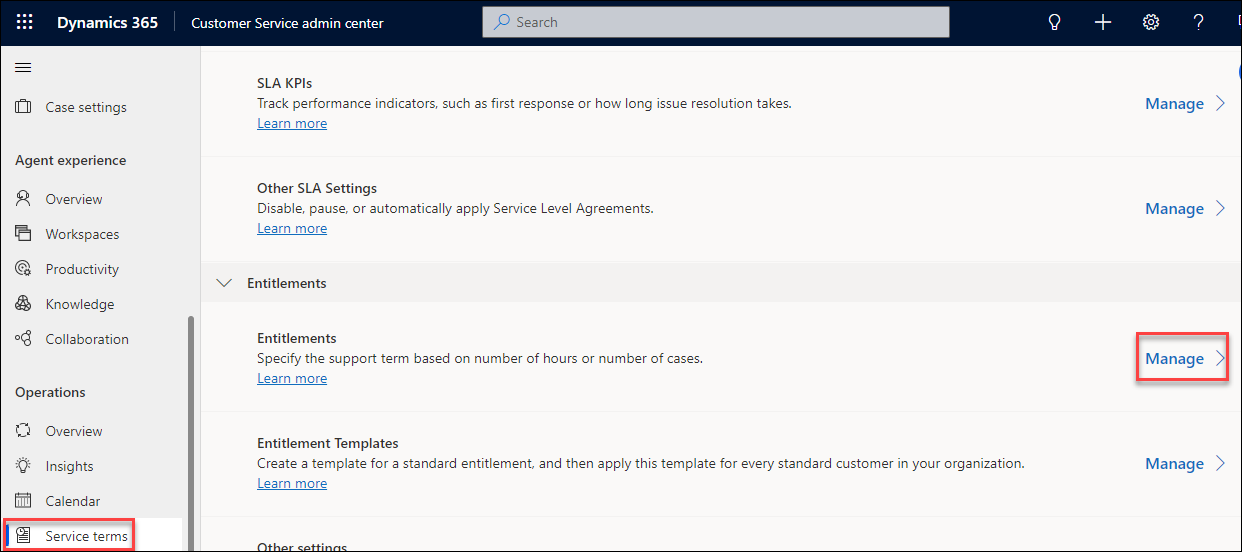 Dynamics 365
Customer Service admin center
Search
Case settings
Agent experience
Overview
Workspaces
Productivity
Knowledge
Collaboration
Operations
Overview
Insights
Calendar
Service terms
SLA KPIs
Track performance indicators, such as first response or how long issue resolution takes.
Learn more
Manage
Other SLA Settings
Disable, pause, or automatically apply Service Level Agreements.
Learn more
Manage
Entitlements
Entitlements
Specify the support term based on number of hours or number of cases.
Learn more
Manage
Entitlement Templates
Create a template for a standard entitlement, and then apply this template for every standard customer in your organization.
Learn more
Manage
Other settings